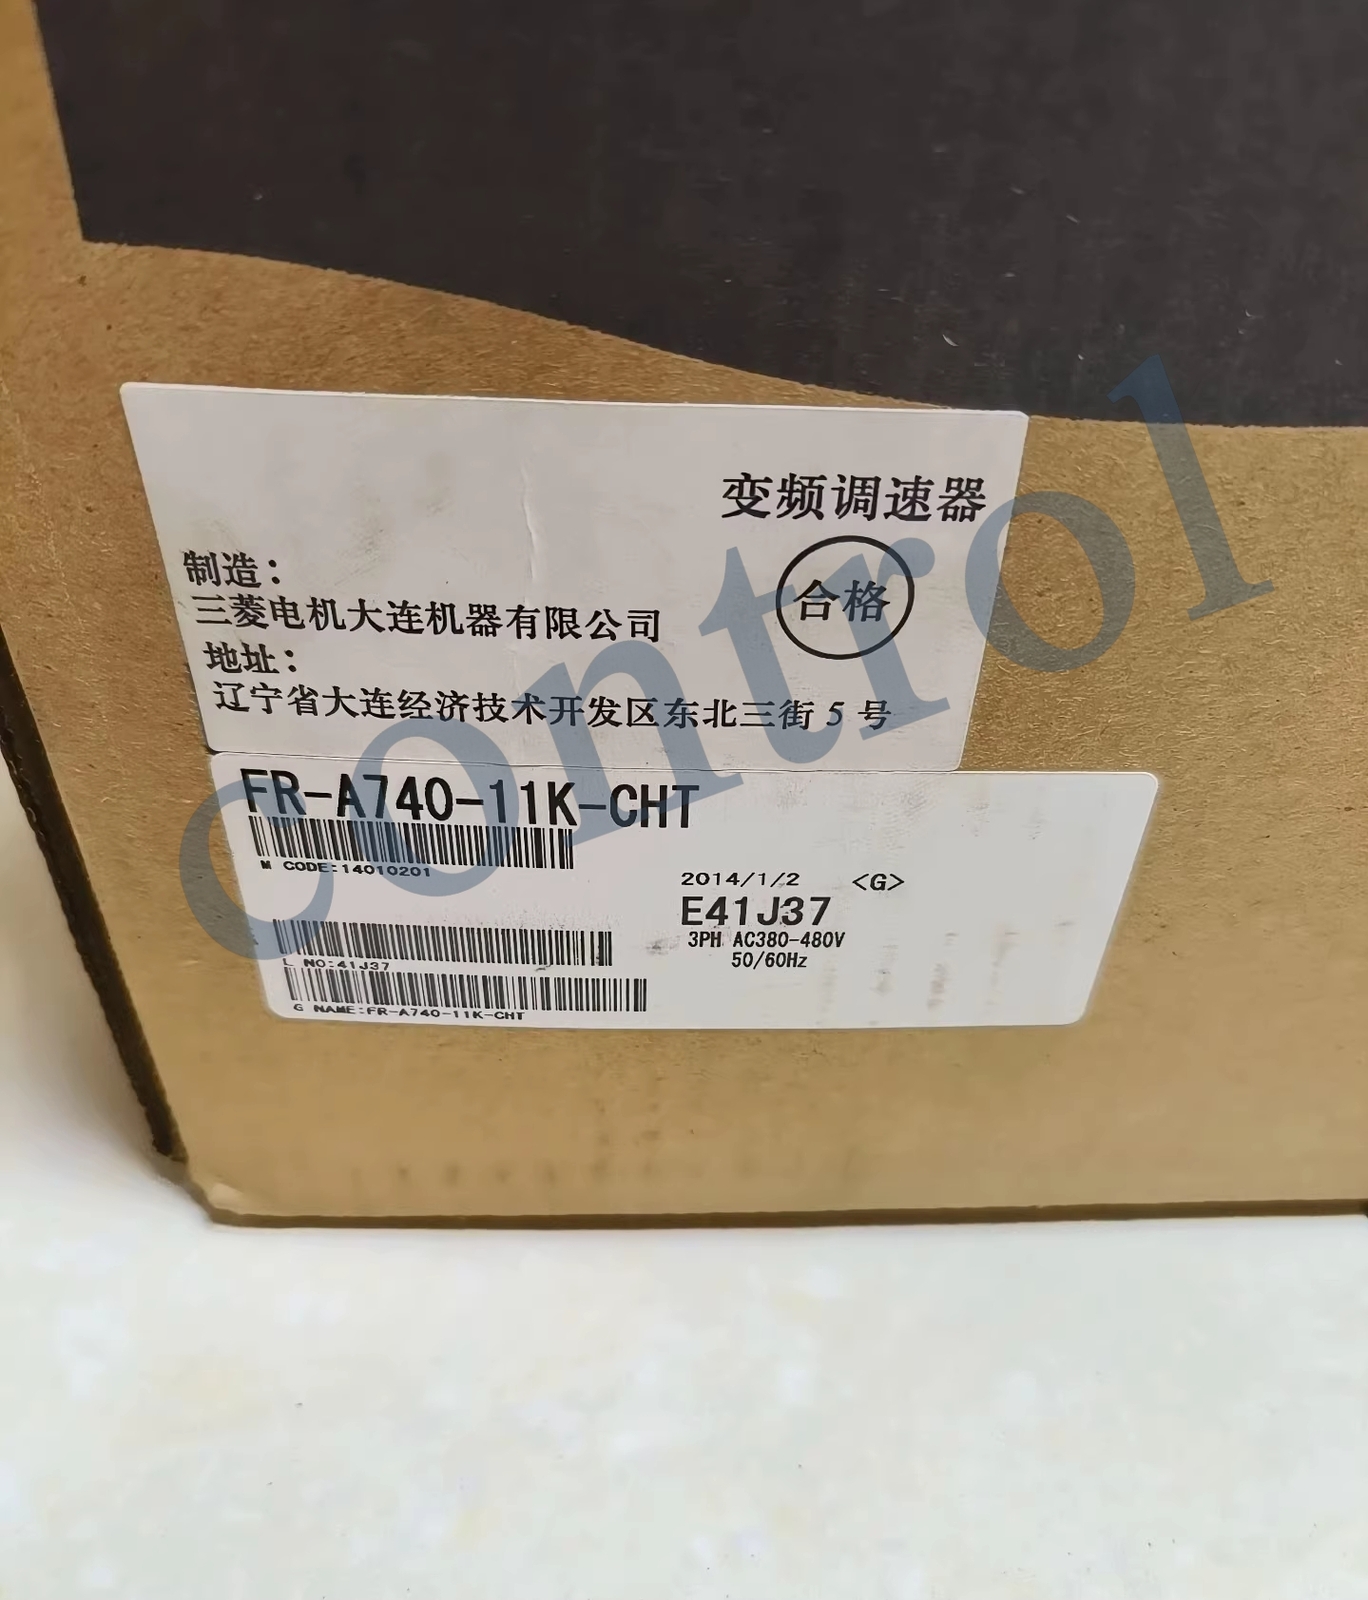 变频调速器
合格
制造：
三菱电机大连机器有限公司
地址：
辽宁省大连经济技术开发区东北三街 5 号
FR-A740-11K-CHT
M CODE:14010201
2014/1/2 <G>
E41J37
3PH AC380-480V
50/60Hz
L NO:41J37
G NAME:FR-A740-11K-CHT
control